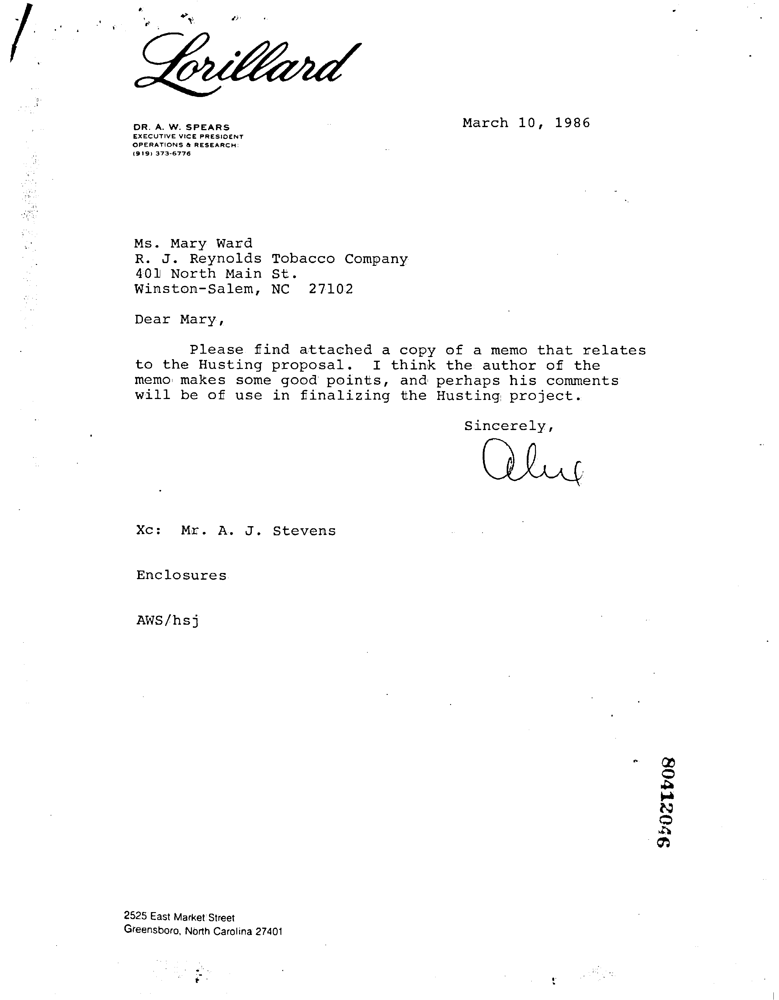 Lorillard
DR. A. W. SPEARS
EXECUTIVE VICE PRESIDENT
OPERATIONS & RESEARCH
(919) 373-6776
March 10, 1986
Ms. Mary Ward
R. J. Reynolds Tobacco Company
401 North Main St.
Winston-Salem, NC  27102
Dear Mary,
Please find attached a copy of a memo that relates
to the Husting proposal.  I think the author of the
memo makes some good points, and perhaps his comments
will be of use in finalizing the Husting project.
Sincerely,
Alex
Xc:  Mr. A. J. Stevens
Enclosures
AWS/hsj
80412046
2525 East Market Street
Greensboro, North Carolina 27401